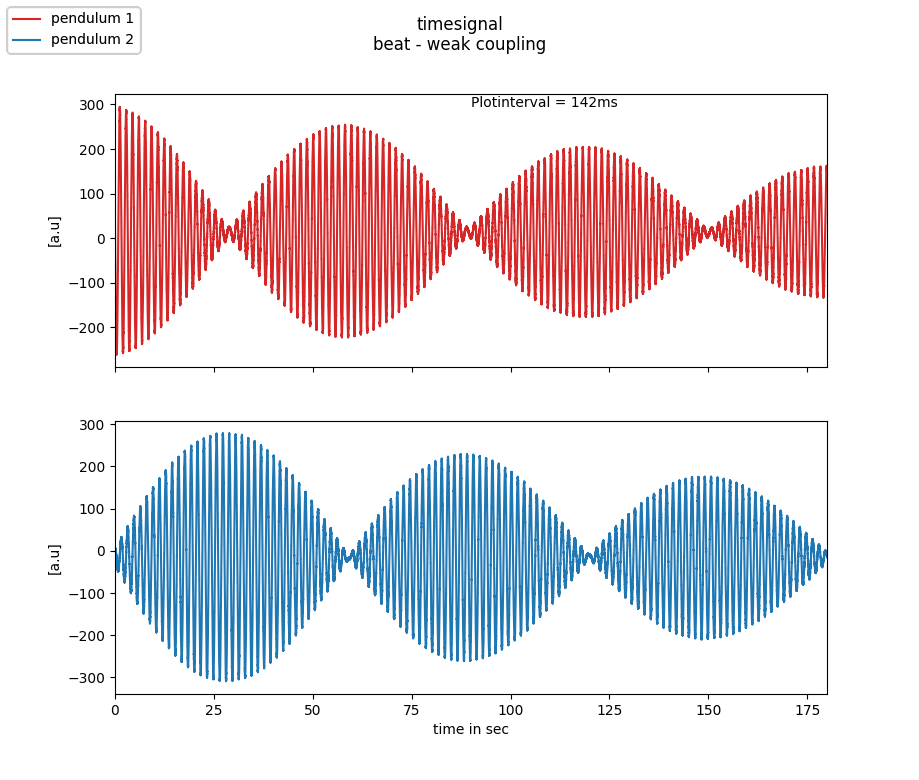 pendulum 1
pendulum 2
timesignal
beat - weak coupling
Plotinterval = 142ms
300
200
100
0
−100
−200
[a.u]
300
200
100
0
−100
−200
−300
[a.u]
0 25 50 75 100 125 150 175
time in sec